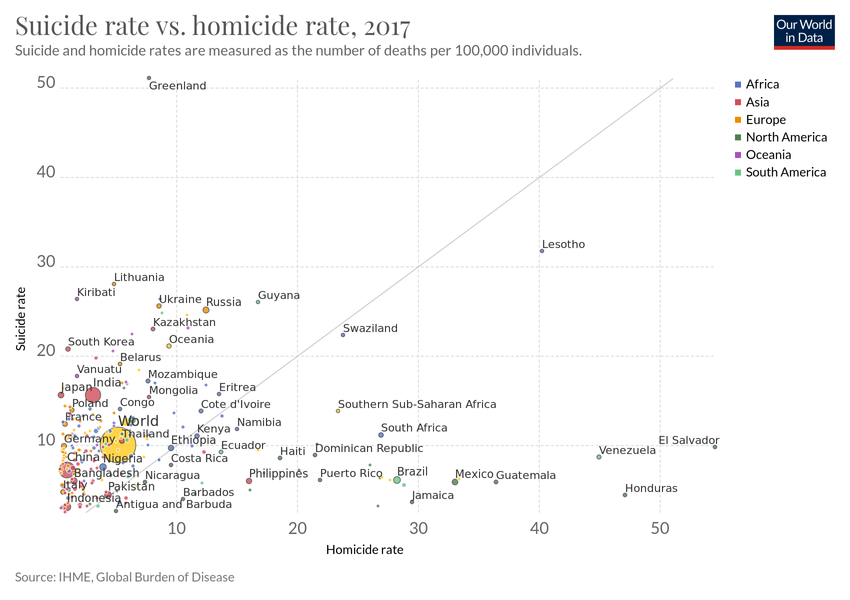 Suicide rate vs. homicide rate, 2017
Suicide and homicide rates are measured as the number of deaths per 100,000 individuals.
Our World
in Data
Africa
Asia
Europe
North America
Oceania
South America
50
Greenland
40
Lesotho
30
Lithuania
Kiribati
Ukraine
Russia
Guyana
Kazakhstan
Swaziland
Oceania
South Korea
20
Belarus
Vanuatu
Mozambique
India
Japan
Mongolia
Eritrea
Poland
Congo
Cote d'Ivoire
Southern Sub-Saharan Africa
France
World
Kenya
Namibia
South Africa
Germany
Thailand
10
Ethiopia
Ecuador
Haiti
Dominican Republic
Venezuela
El Salvador
China
Nigeria
Costa Rica
Bangladesh
Nicaragua
Philippines
Puerto Rico
Brazil
Mexico
Guatemala
Italy
Pakistan
Barbados
Jamaica
Honduras
Indonesia
Antigua and Barbuda
Suicide rate
10
20
30
40
50
Homicide rate
Source: IHME, Global Burden of Disease